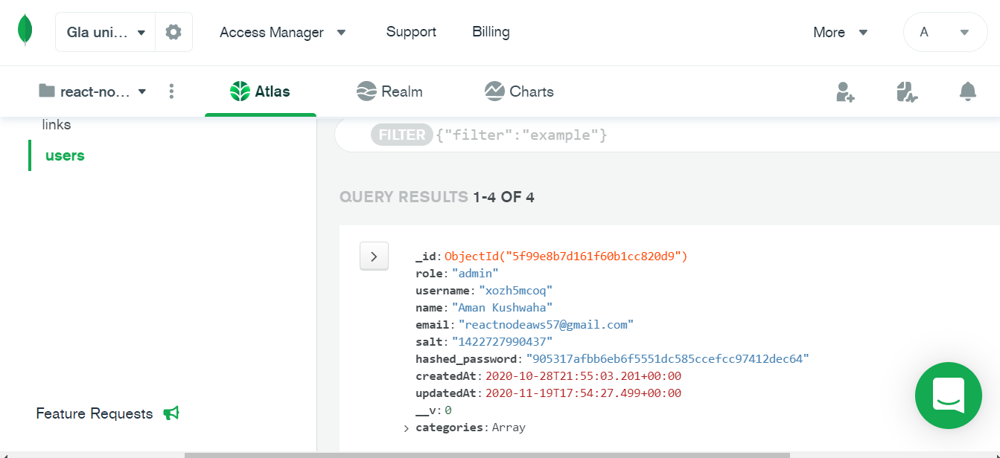 Gla uni... Access Manager Support Billing More A
react-no... Atlas Realm Charts
links
users
FILTER {"filter":"example"}
QUERY RESULTS 1-4 OF 4
_id: ObjectId("5f99e8b7d161f60b1cc820d9")
role: "admin"
username: "xozh5mcoq"
name: "Aman Kushwaha"
email: "reactnodeaws57@gmail.com"
salt: "1422727990437"
hashed_password: "905317afbb6eb6f5551dc585ccefcc97412dec64"
createdAt: 2020-10-28T21:55:03.201+00:00
updatedAt: 2020-11-19T17:54:27.499+00:00
__v: 0
categories: Array
Feature Requests